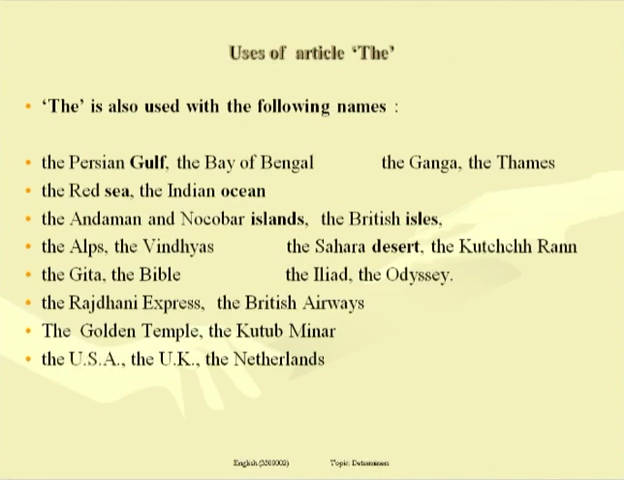 Uses of article ‘The’
• ‘The’ is also used with the following names :
• the Persian Gulf, the Bay of Bengal the Ganga, the Thames
• the Red sea, the Indian ocean
• the Andaman and Nocobar islands, the British isles,
• the Alps, the Vindhyas the Sahara desert, the Kutchchh Rann
• the Gita, the Bible the Iliad, the Odyssey.
• the Rajdhani Express, the British Airways
• The Golden Temple, the Kutub Minar
• the U.S.A., the U.K., the Netherlands
English Topic: Determiners